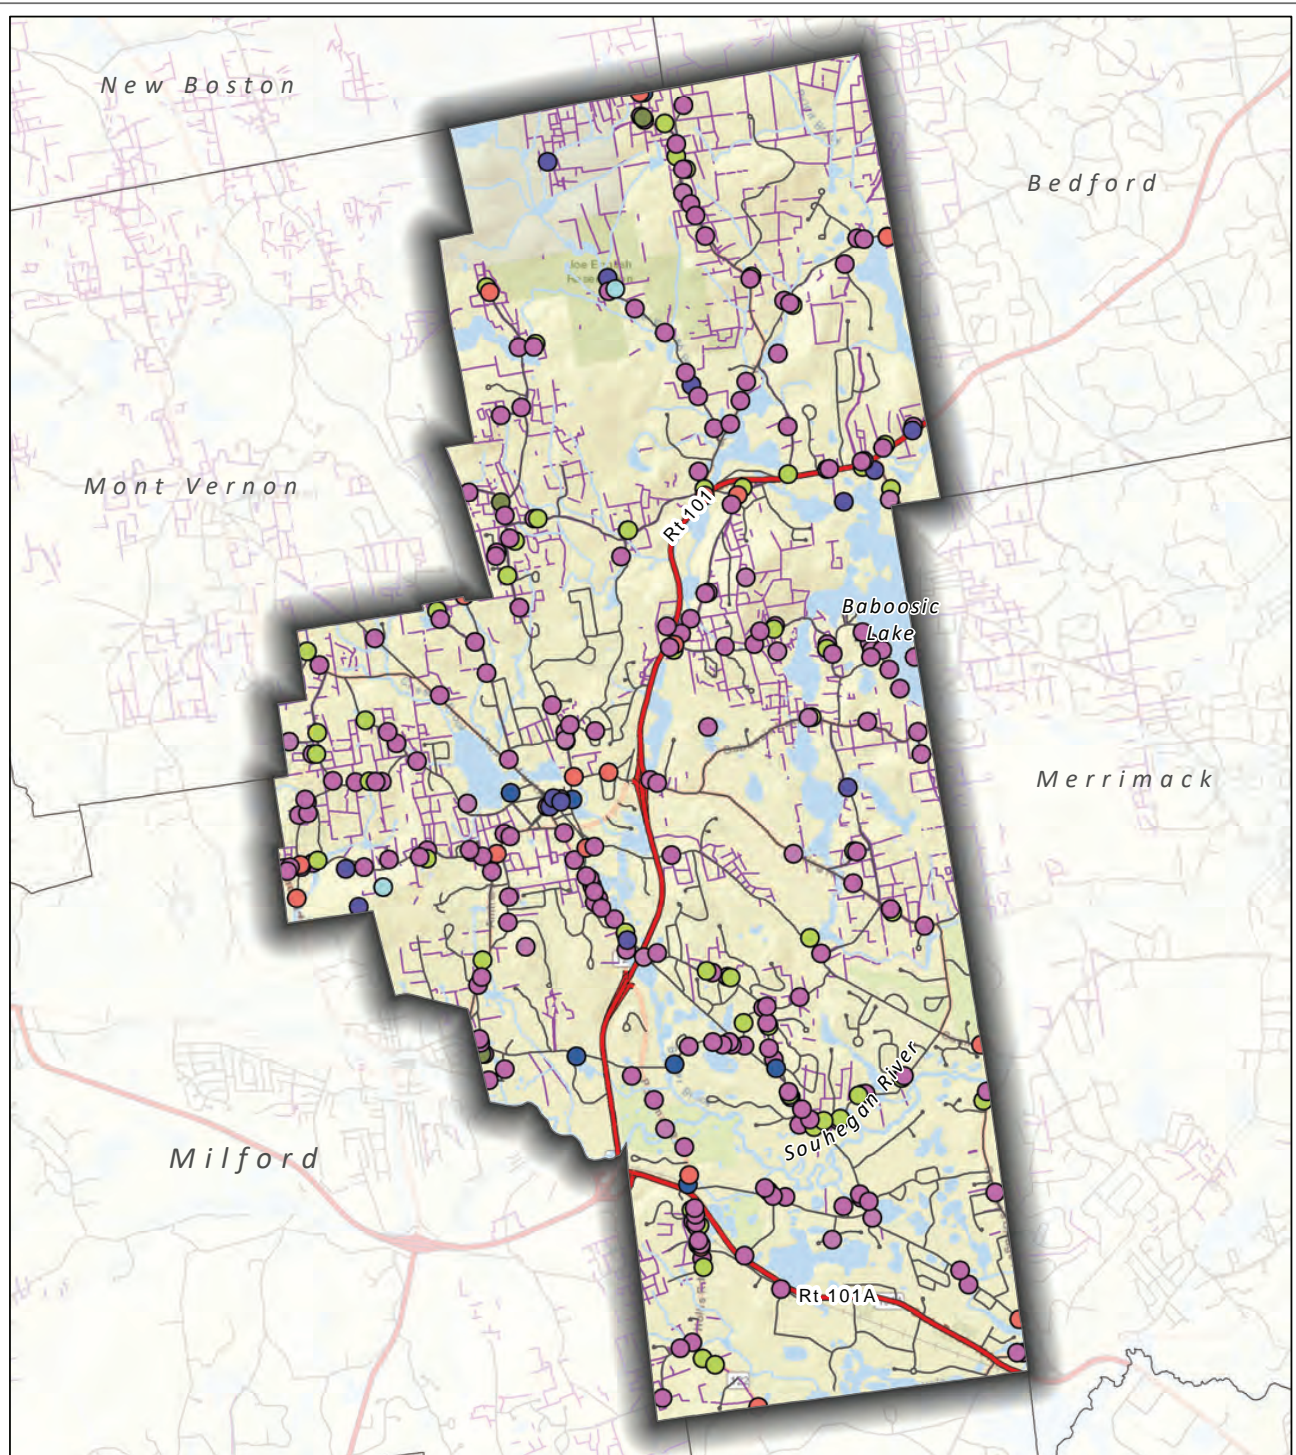 New Boston
Bedford
Mont Vernon
Rt 101
Baboosic
Lake
Merrimack
Souhegan River
Milford
Rt 101A